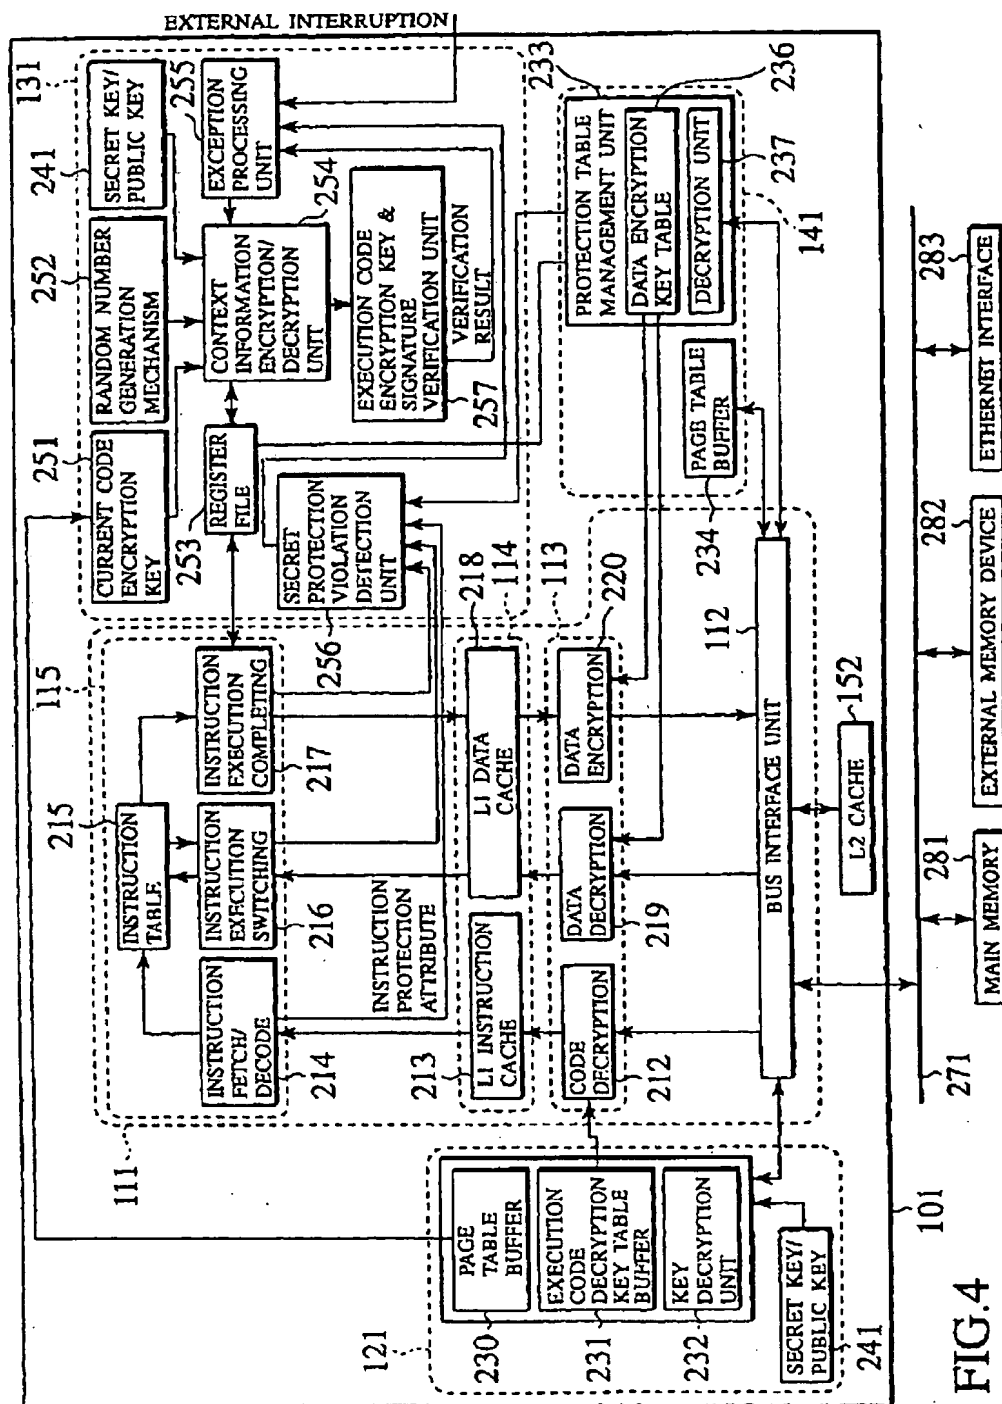 EXTERNAL INTERRUPTION
131
241
SECRET KEY/
PUBLIC KEY
255
EXCEPTION
PROCESSING
UNIT
252
RANDOM NUMBER
GENERATION
MECHANISM
254
CONTEXT
INFORMATION
ENCRYPTION/
DECRYPTION
UNIT
EXECUTION CODE
ENCRYPTION KEY &
SIGNATURE
VERIFICATION UNIT
257
VERIFICATION
RESULT
251
CURRENT CODE
ENCRYPTION
KEY
253
REGISTER
FILE
SECRET
PROTECTION
VIOLATION
DETECTION
UNIT
256
233
236
PROTECTION TABLE
MANAGEMENT UNIT
DATA ENCRYPTION
KEY TABLE
DECRYPTION UNIT
237
141
PAGE TABLE
BUFFER
234
115
215
INSTRUCTION
TABLE
INSTRUCTION
EXECUTION
COMPLETING
217
INSTRUCTION
EXECUTION
SWITCHING
216
INSTRUCTION
FETCH/
DECODE
214
111
INSTRUCTION
PROTECTION
ATTRIBUTE
218
114
L1 DATA
CACHE
L1 INSTRUCTION
CACHE
213
113
220
DATA
ENCRYPTION
DATA
DECRYPTION
219
CODE
DECRYPTION
212
112
BUS INTERFACE UNIT
152
L2 CACHE
121
PAGE
TABLE
BUFFER
230
EXECUTION
CODE
DECRYPTION
KEY TABLE
BUFFER
231
KEY
DECRYPTION
UNIT
232
SECRET KEY/
PUBLIC KEY
241
101
271
281
MAIN MEMORY
282
EXTERNAL MEMORY DEVICE
283
ETHERNET INTERFACE
FIG.4